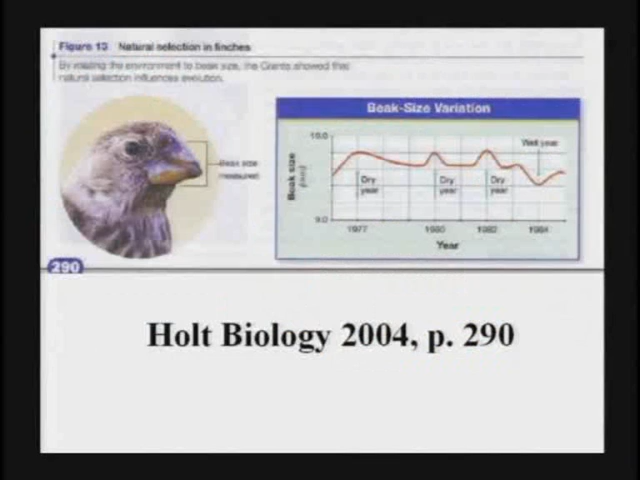 Figure 13 Natural selection in finches
By relating the environment to beak size, the Grants showed that
natural selection influences evolution.
Beak size
measured
Beak-Size Variation
10.0
Wet year
Beak size
(mm)
Dry
year
Dry
year
Dry
year
9.0
1977
1980
1982
1984
Year
290
Holt Biology 2004, p. 290